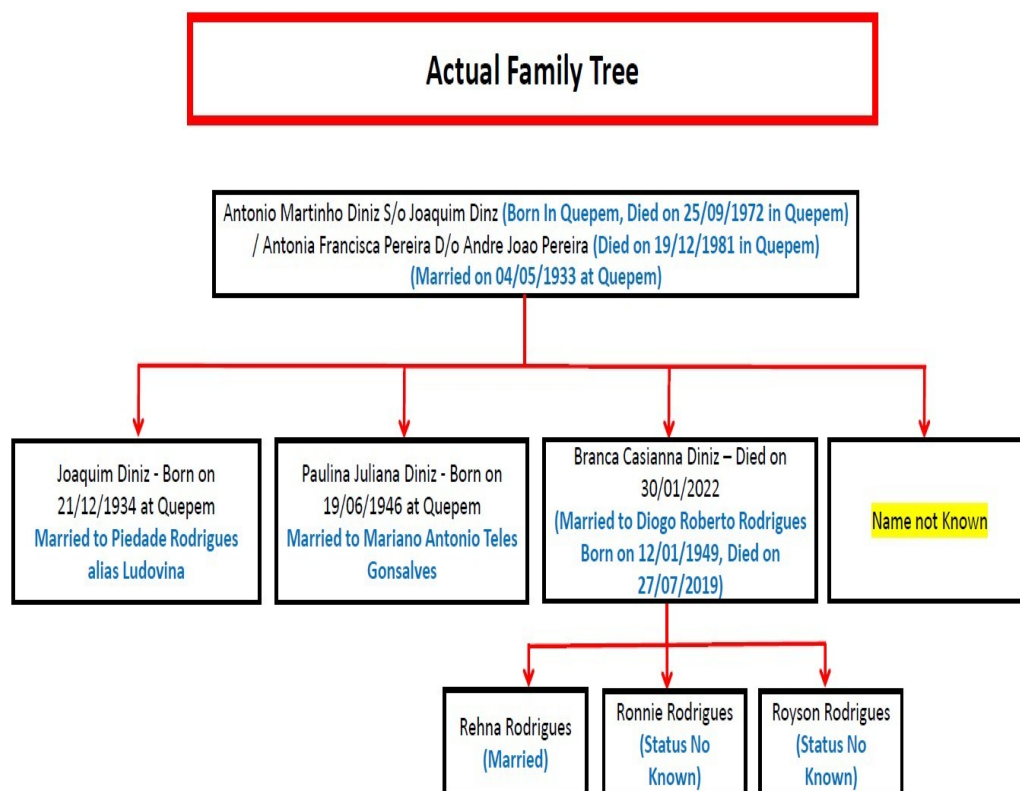 Actual Family Tree
Antonio Martinho Diniz S/o Joaquim Dinz (Born In Quepem, Died on 25/09/1972 in Quepem)
/ Antonia Francisca Pereira D/o Andre Joao Pereira (Died on 19/12/1981 in Quepem)
(Married on 04/05/1933 at Quepem)
Joaquim Diniz - Born on
21/12/1934 at Quepem
Married to Piedade Rodrigues
alias Ludovina
Paulina Juliana Diniz - Born on
19/06/1946 at Quepem
Married to Mariano Antonio Teles
Gonsalves
Branca Casianna Diniz – Died on
30/01/2022
(Married to Diogo Roberto Rodrigues
Born on 12/01/1949, Died on
27/07/2019)
Name not Known
Rehna Rodrigues
(Married)
Ronnie Rodrigues
(Status No
Known)
Royson Rodrigues
(Status No
Known)